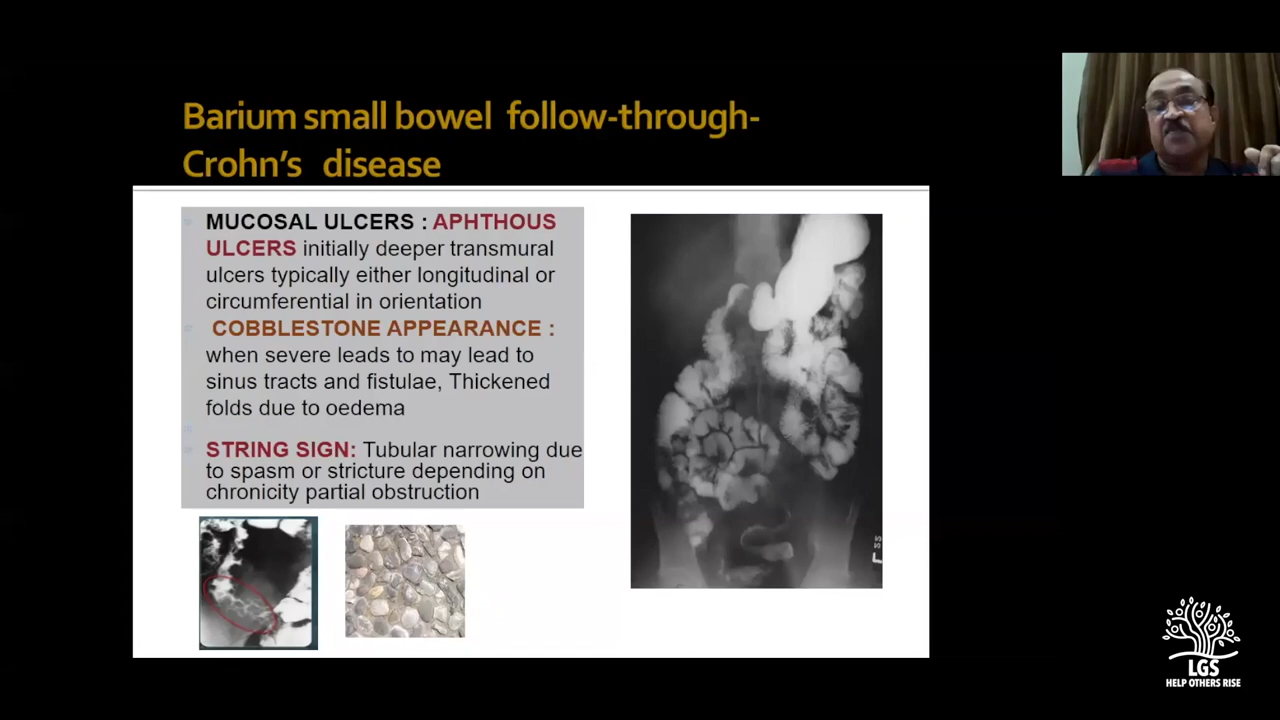 Barium small bowel follow-through-
Crohn's disease
MUCOSAL ULCERS : APHTHOUS
ULCERS initially deeper transmural
ulcers typically either longitudinal or
circumferential in orientation
COBBLESTONE APPEARANCE :
when severe leads to may lead to
sinus tracts and fistulae, Thickened
folds due to oedema
STRING SIGN: Tubular narrowing due
to spasm or stricture depending on
chronicity partial obstruction
L
LGS
HELP OTHERS RISE